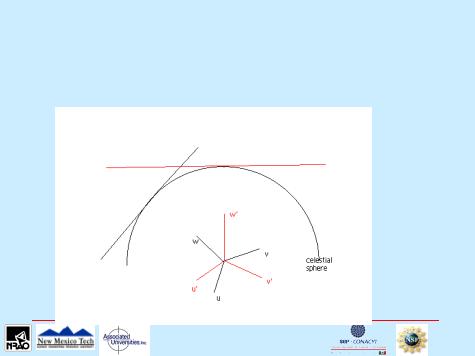 w'
w
v
celestial
sphere
u'
v'
u
NRAO
New Mexico Tech
Associated
Universities, Inc
SEP CONACYT
NSF